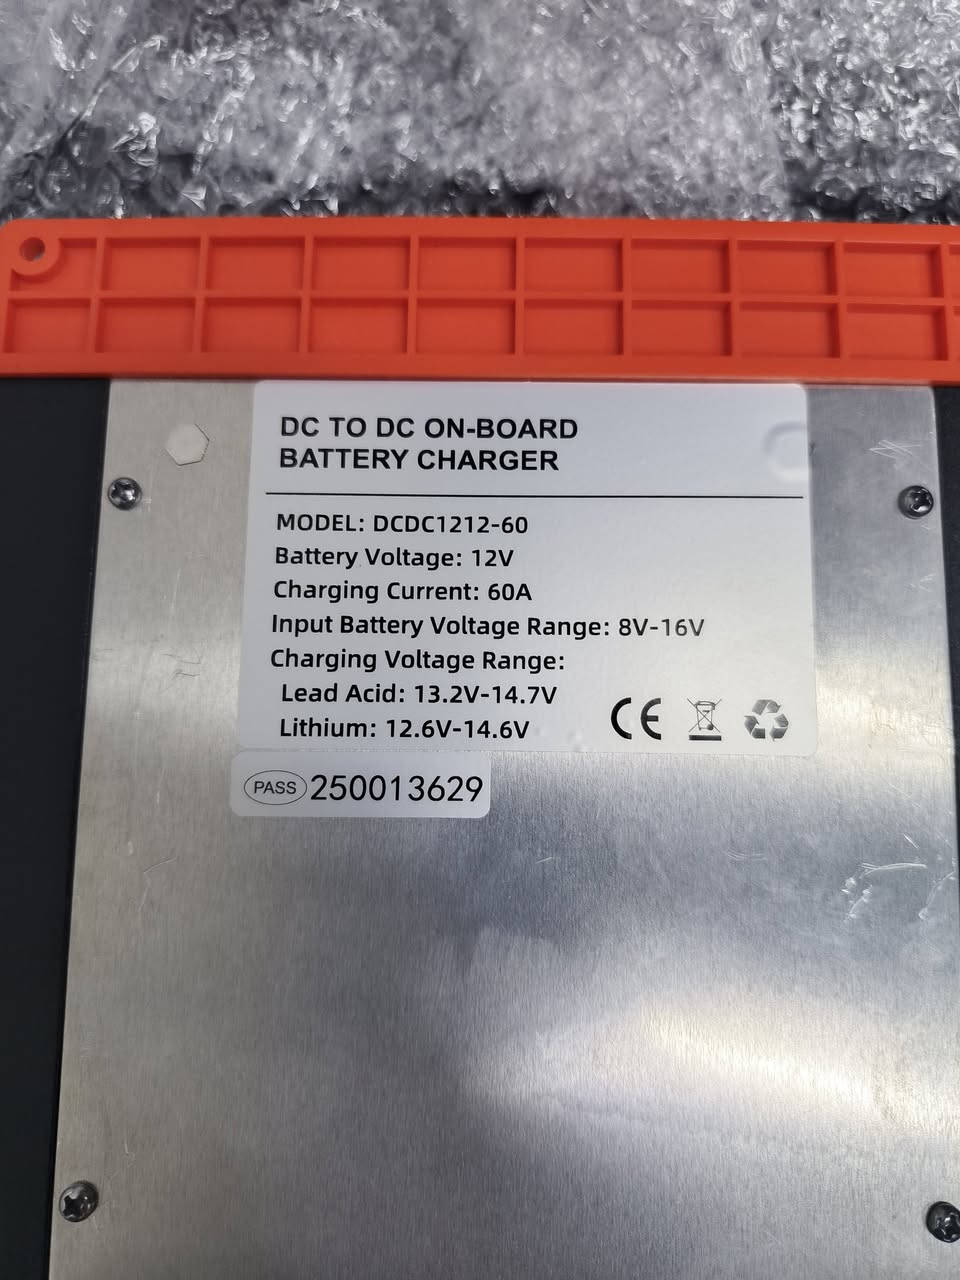 DC TO DC ON-BOARD
BATTERY CHARGER
MODEL: DCDC1212-60
Battery Voltage: 12V
Charging Current: 60A
Input Battery Voltage Range: 8V-16V
Charging Voltage Range:
Lead Acid: 13.2V-14.7V
Lithium: 12.6V-14.6V
CE
PASS 250013629